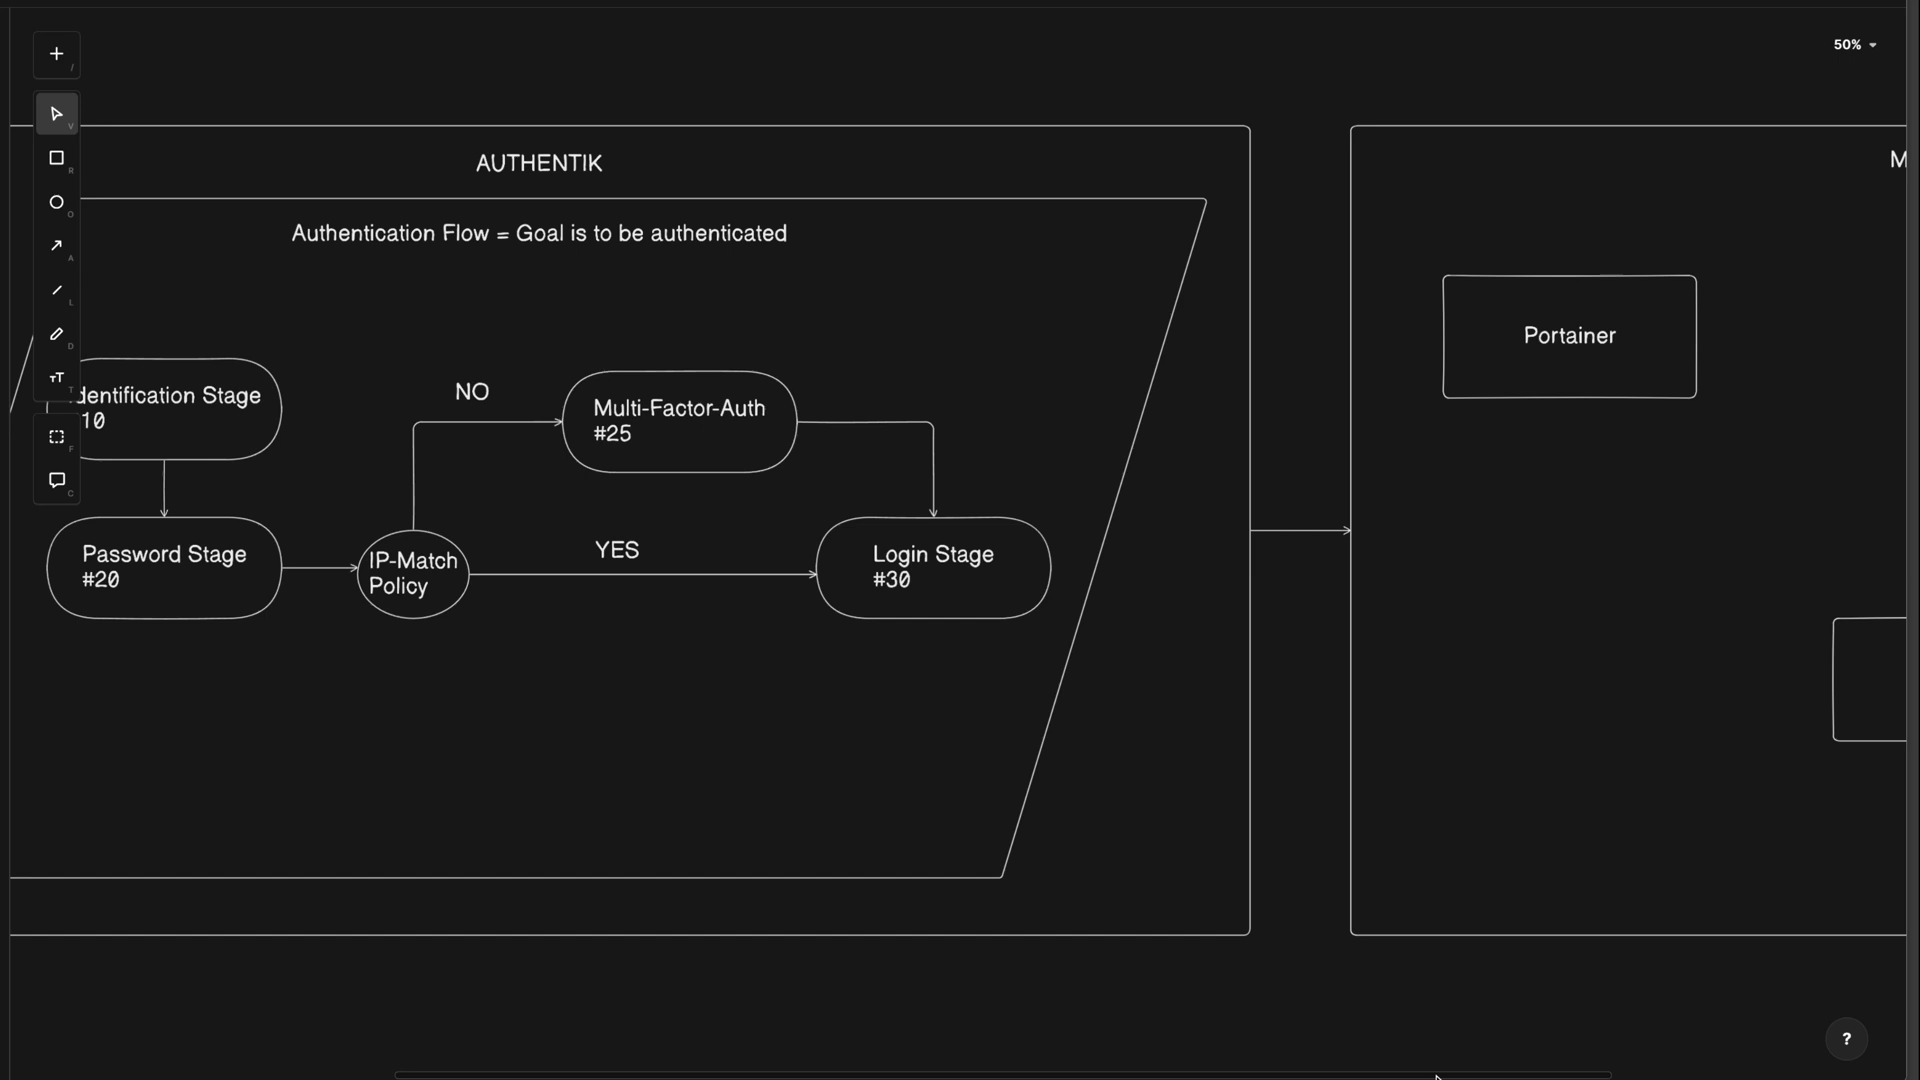 50%
/
V
R
O
A
L
D
T
F
C
AUTHENTIK
Authentication Flow = Goal is to be authenticated
Identification Stage
#10
NO
Multi-Factor-Auth
#25
Password Stage
#20
IP-Match
Policy
YES
Login Stage
#30
M
Portainer
?